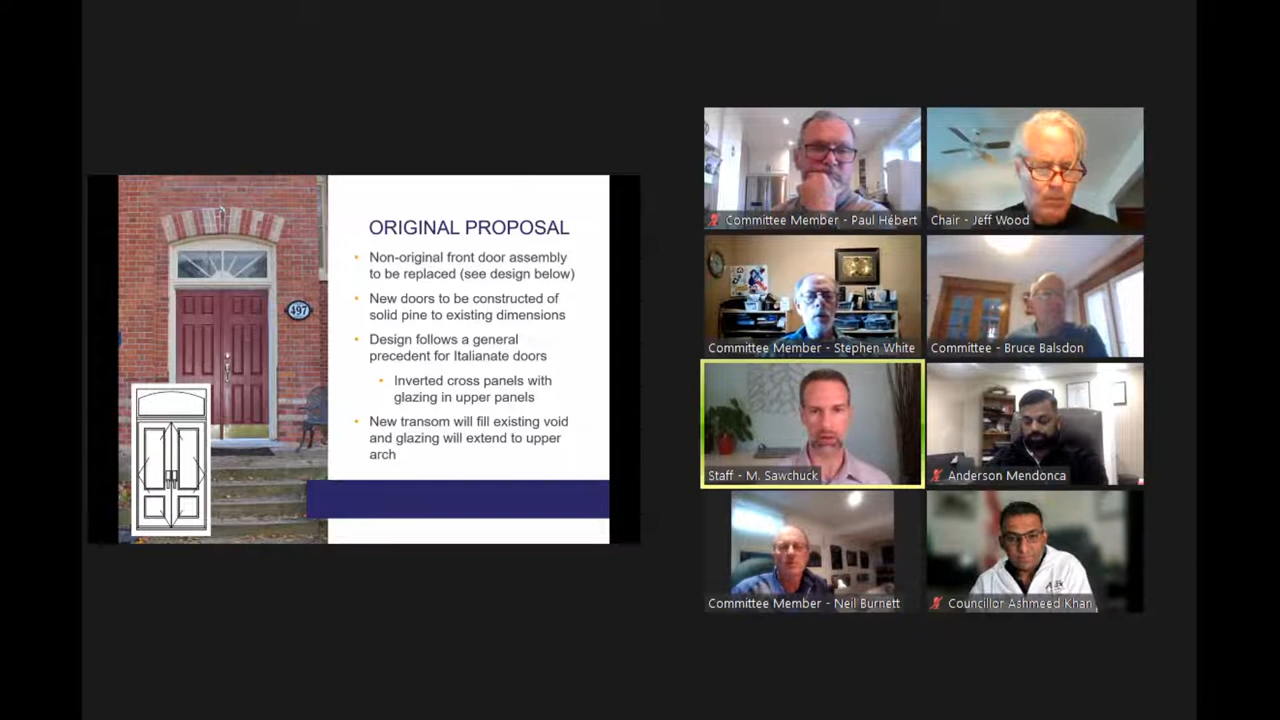 ORIGINAL PROPOSAL
Non-original front door assembly
to be replaced (see design below)
New doors to be constructed of
solid pine to existing dimensions
Design follows a general
precedent for Italianate doors
Inverted cross panels with
glazing in upper panels
New transom will fill existing void
and glazing will extend to upper
arch
497
Committee Member - Paul Hébert
Chair - Jeff Wood
Committee Member - Stephen White
Committee - Bruce Balsdon
Staff - M. Sawchuck
Anderson Mendonca
Committee Member - Neil Burnett
Councillor Ashmeed Khan